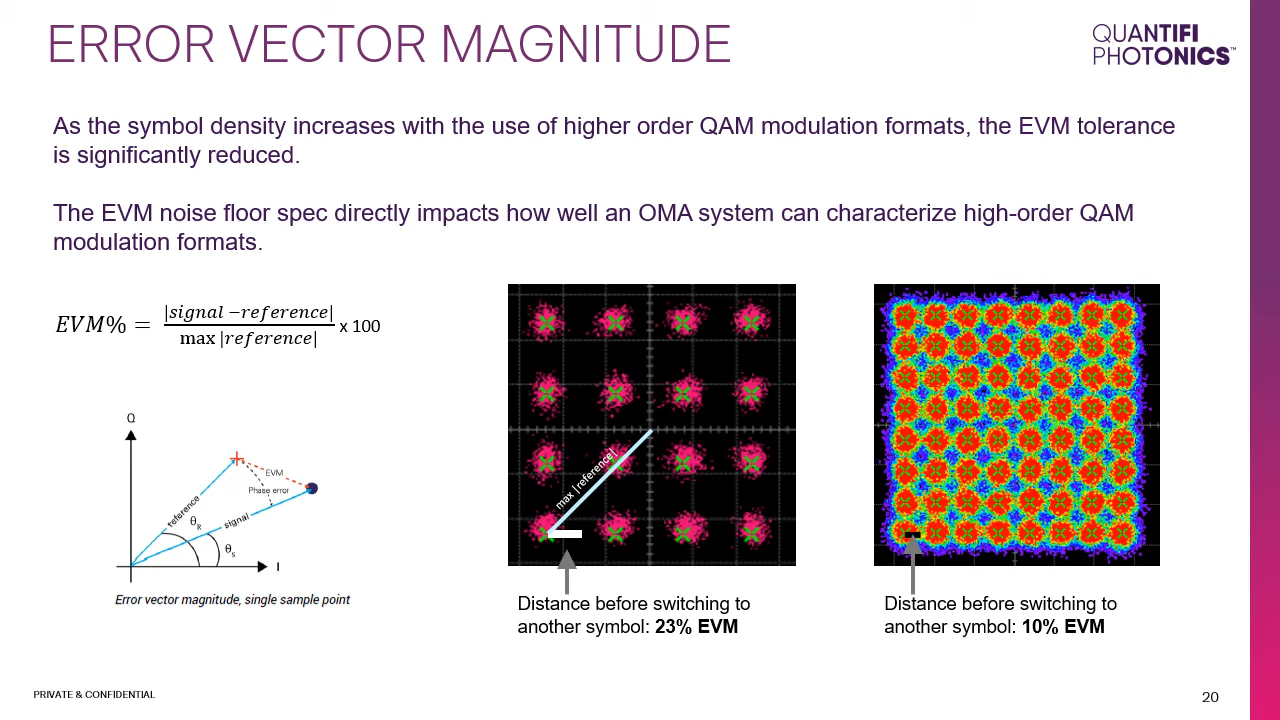 ERROR VECTOR MAGNITUDE
QUANTIFI
PHOTONICS™
As the symbol density increases with the use of higher order QAM modulation formats, the EVM tolerance
is significantly reduced.
The EVM noise floor spec directly impacts how well an OMA system can characterize high-order QAM
modulation formats.
EVM% = |signal −reference| / max |reference| x 100
Q
EVM
Phase error
reference
θR
signal
θS
I
Error vector magnitude, single sample point
max |reference|
Distance before switching to
another symbol: 23% EVM
Distance before switching to
another symbol: 10% EVM
PRIVATE & CONFIDENTIAL
20